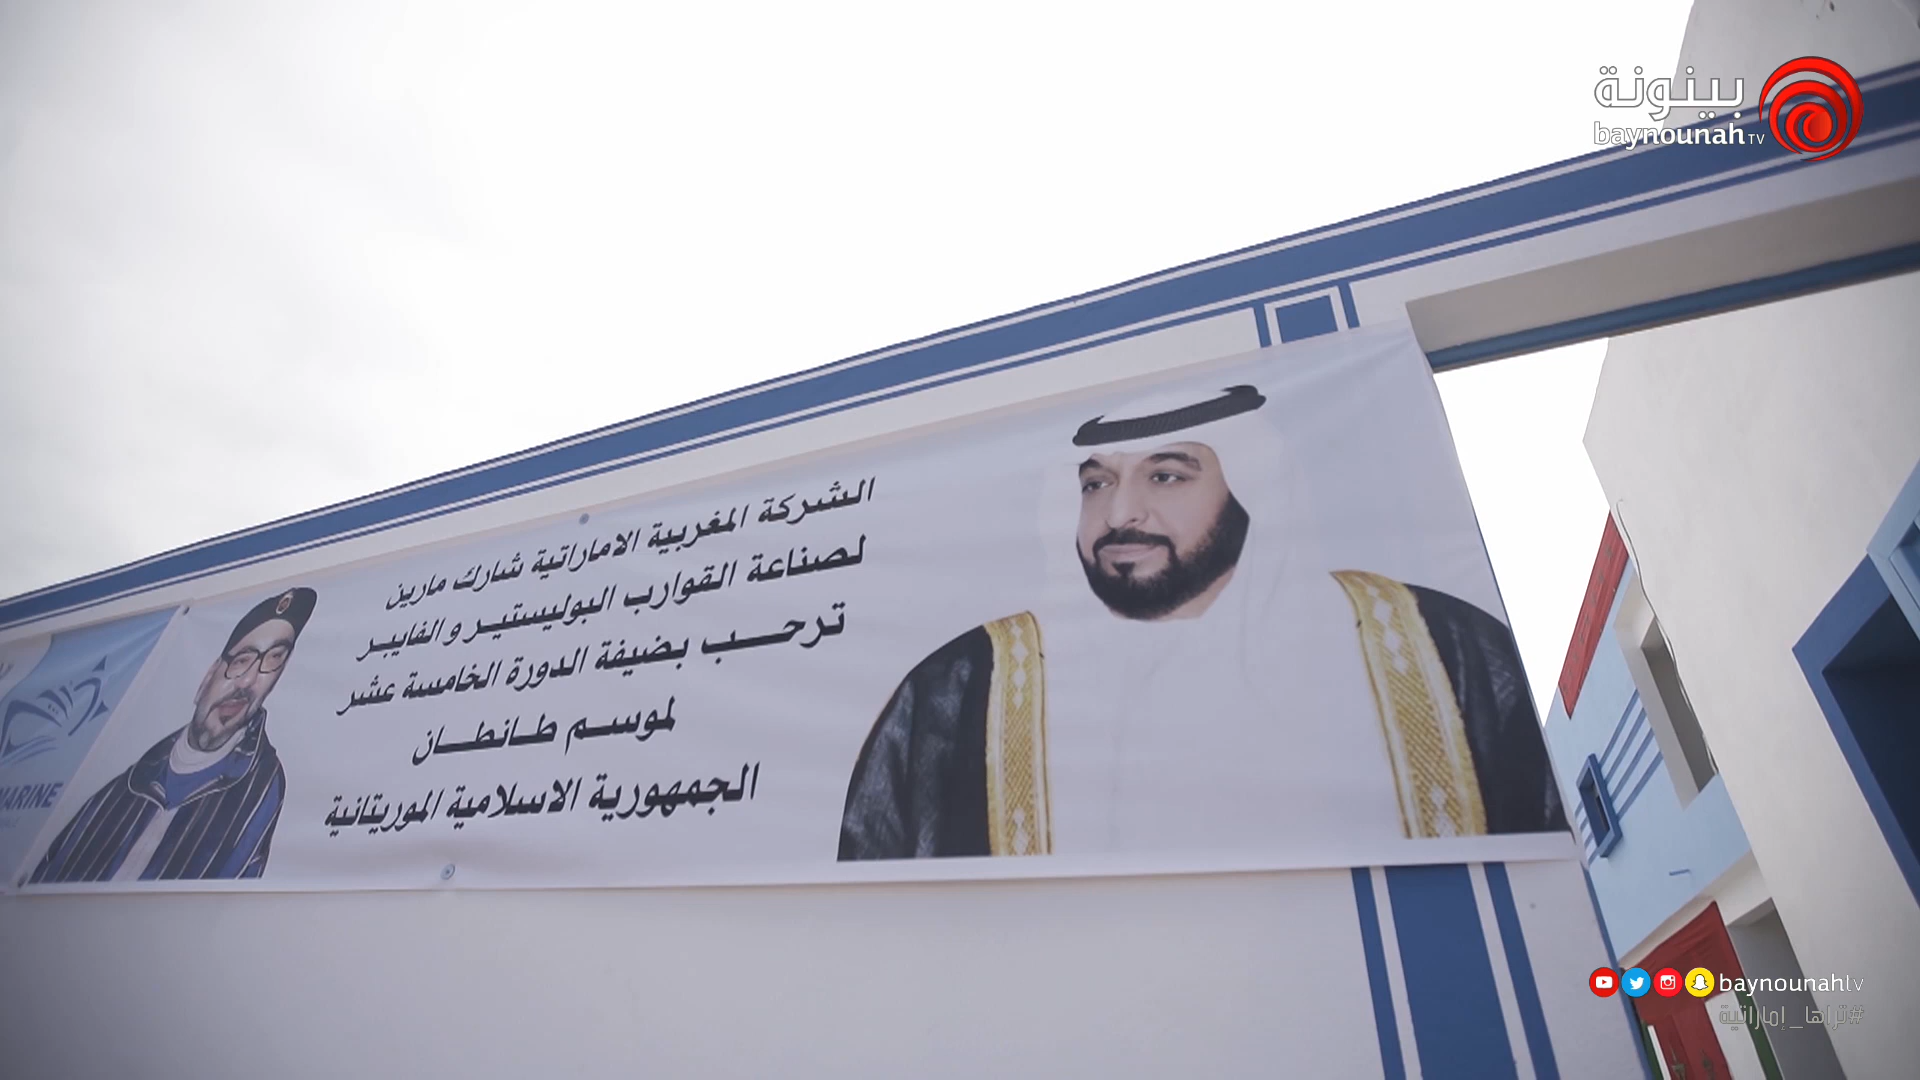 بينونة
baynounah TV
الشركة المغربية الاماراتية شارك مارين
لصناعة القوارب البوليستير و الفايبر
ترحب بضيفة الدورة الخامسة عشر
لموسم طانطان
الجمهورية الاسلامية الموريتانية
MARINE
baynounahtv
#تراها_إماراتية